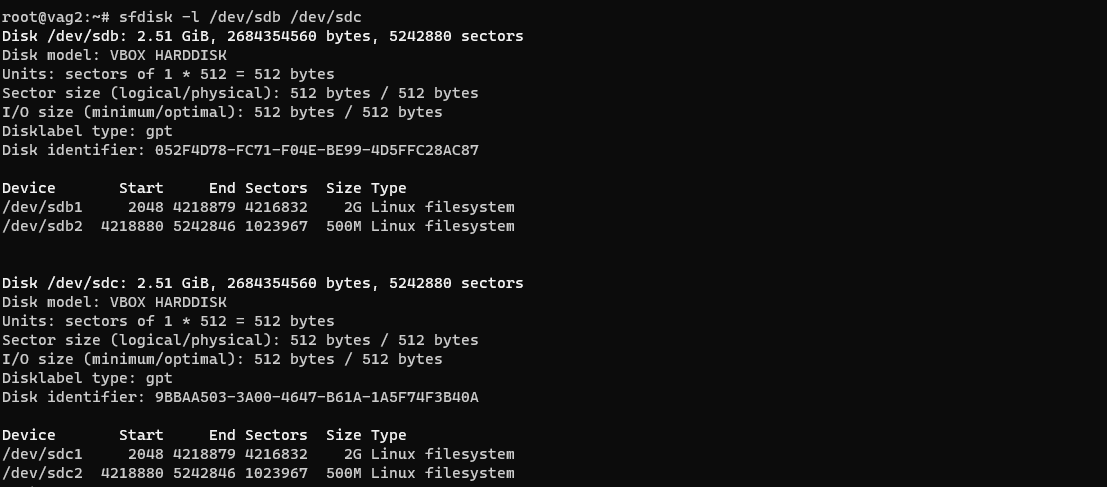 root@vag2:~# sfdisk -l /dev/sdb /dev/sdc
Disk /dev/sdb: 2.51 GiB, 2684354560 bytes, 5242880 sectors
Disk model: VBOX HARDDISK
Units: sectors of 1 * 512 = 512 bytes
Sector size (logical/physical): 512 bytes / 512 bytes
I/O size (minimum/optimal): 512 bytes / 512 bytes
Disklabel type: gpt
Disk identifier: 052F4D78-FC71-F04E-BE99-4D5FFC28AC87
Device       Start     End Sectors  Size Type
/dev/sdb1     2048 4218879 4216832    2G Linux filesystem
/dev/sdb2  4218880 5242846 1023967  500M Linux filesystem
Disk /dev/sdc: 2.51 GiB, 2684354560 bytes, 5242880 sectors
Disk model: VBOX HARDDISK
Units: sectors of 1 * 512 = 512 bytes
Sector size (logical/physical): 512 bytes / 512 bytes
I/O size (minimum/optimal): 512 bytes / 512 bytes
Disklabel type: gpt
Disk identifier: 9BBAA503-3A00-4647-B61A-1A5F74F3B40A
Device       Start     End Sectors  Size Type
/dev/sdc1     2048 4218879 4216832    2G Linux filesystem
/dev/sdc2  4218880 5242846 1023967  500M Linux filesystem